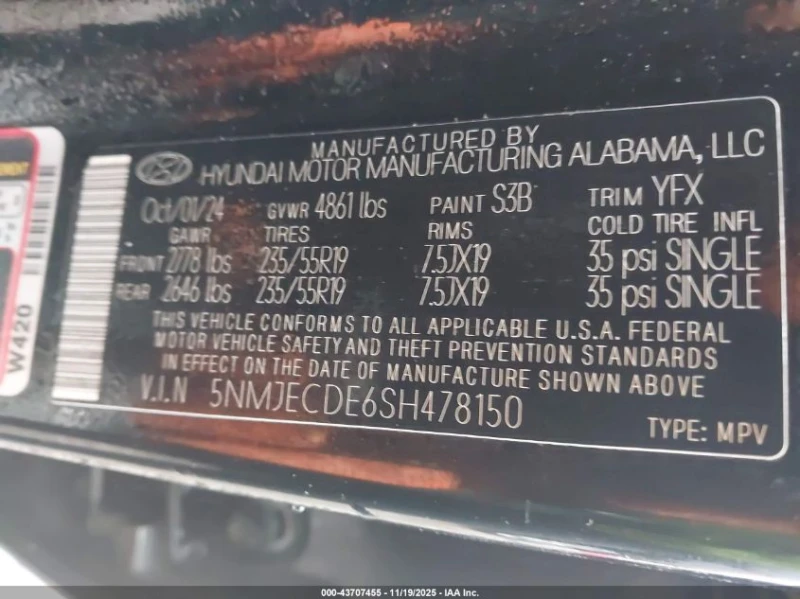 MANUFACTURED BY
HYUNDAI MOTOR MANUFACTURING ALABAMA, LLC
Oct/01/24 GVWR 4861 lbs PAINT S3B TRIM YFX
GAWR TIRES RIMS COLD TIRE INFL
FRONT 2778 lbs 235/55R19 7.5JX19 35 psi SINGLE
REAR 2646 lbs 235/55R19 7.5JX19 35 psi SINGLE
THIS VEHICLE CONFORMS TO ALL APPLICABLE U.S.A. FEDERAL
MOTOR VEHICLE SAFETY AND THEFT PREVENTION STANDARDS
IN EFFECT ON THE DATE OF MANUFACTURE SHOWN ABOVE
V.I.N 5NMJECDE6SH478150
TYPE: MPV
W420
#000-43707455 - 11/19/2025 - IAA Inc.